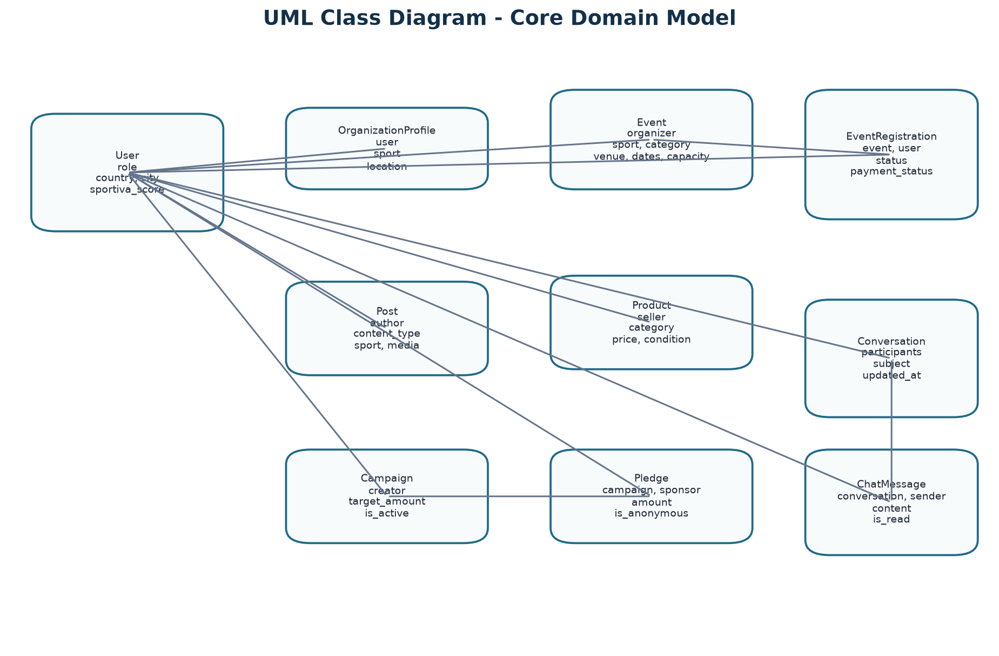 UML Class Diagram - Core Domain Model
User
role
country, city
sportiva_score
OrganizationProfile
user
sport
location
Event
organizer
sport, category
venue, dates, capacity
EventRegistration
event, user
status
payment_status
Post
author
content_type
sport, media
Product
seller
category
price, condition
Conversation
participants
subject
updated_at
Campaign
creator
target_amount
is_active
Pledge
campaign, sponsor
amount
is_anonymous
ChatMessage
conversation, sender
content
is_read